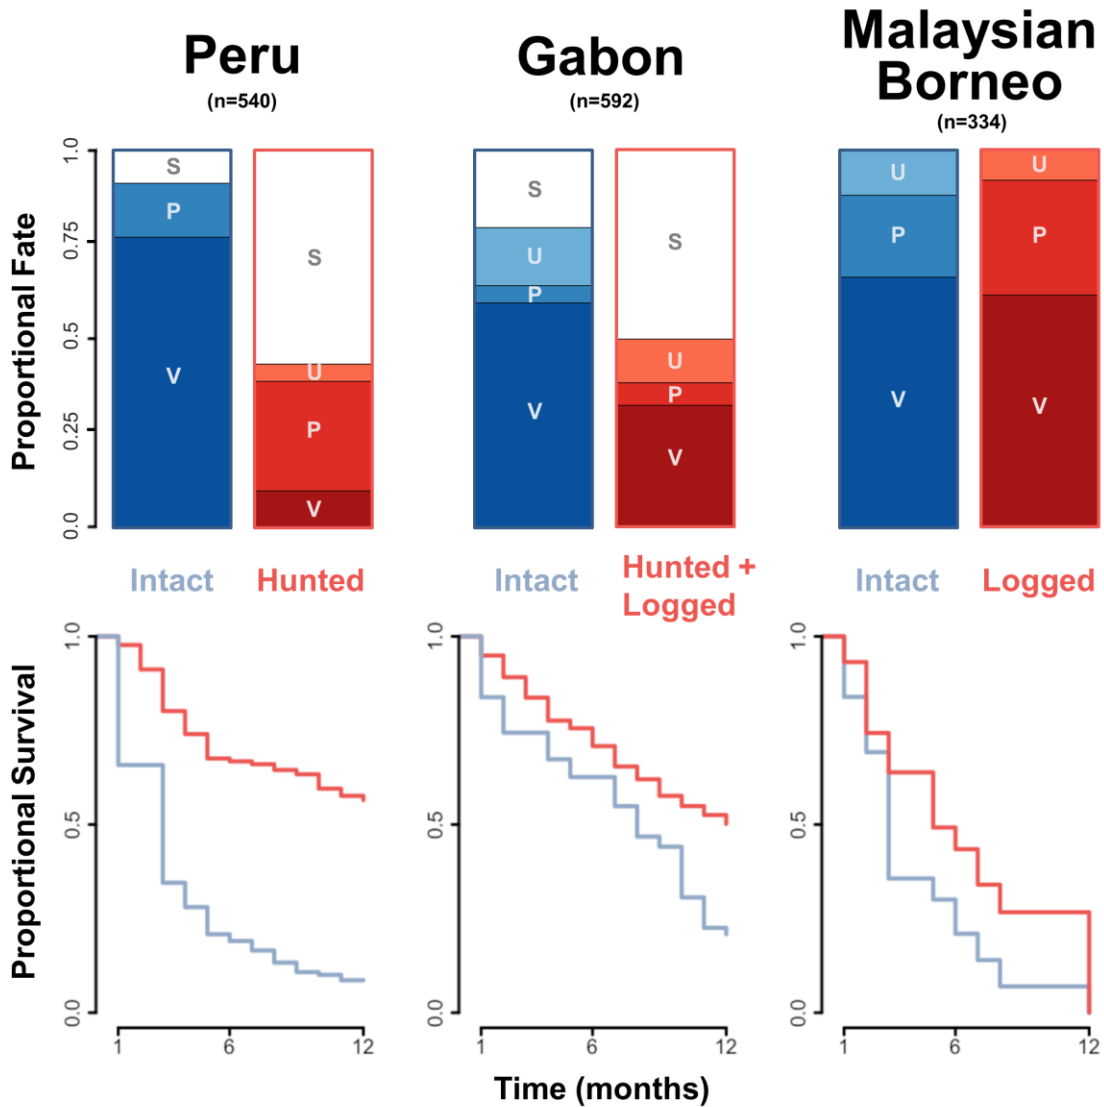 Peru
(n=540)
Gabon
(n=592)
Malaysian
Borneo
(n=334)
Proportional Fate
1.0
0.75
0.5
0.25
0.0
S
P
V
S
U
P
V
S
U
P
V
S
U
P
V
U
P
V
U
P
V
Intact
Hunted
Intact
Hunted +
Logged
Intact
Logged
Proportional Survival
1.0
0.5
0.0
1
6
12
1.0
0.5
0.0
1
6
12
1.0
0.5
0.0
1
6
12
Time (months)